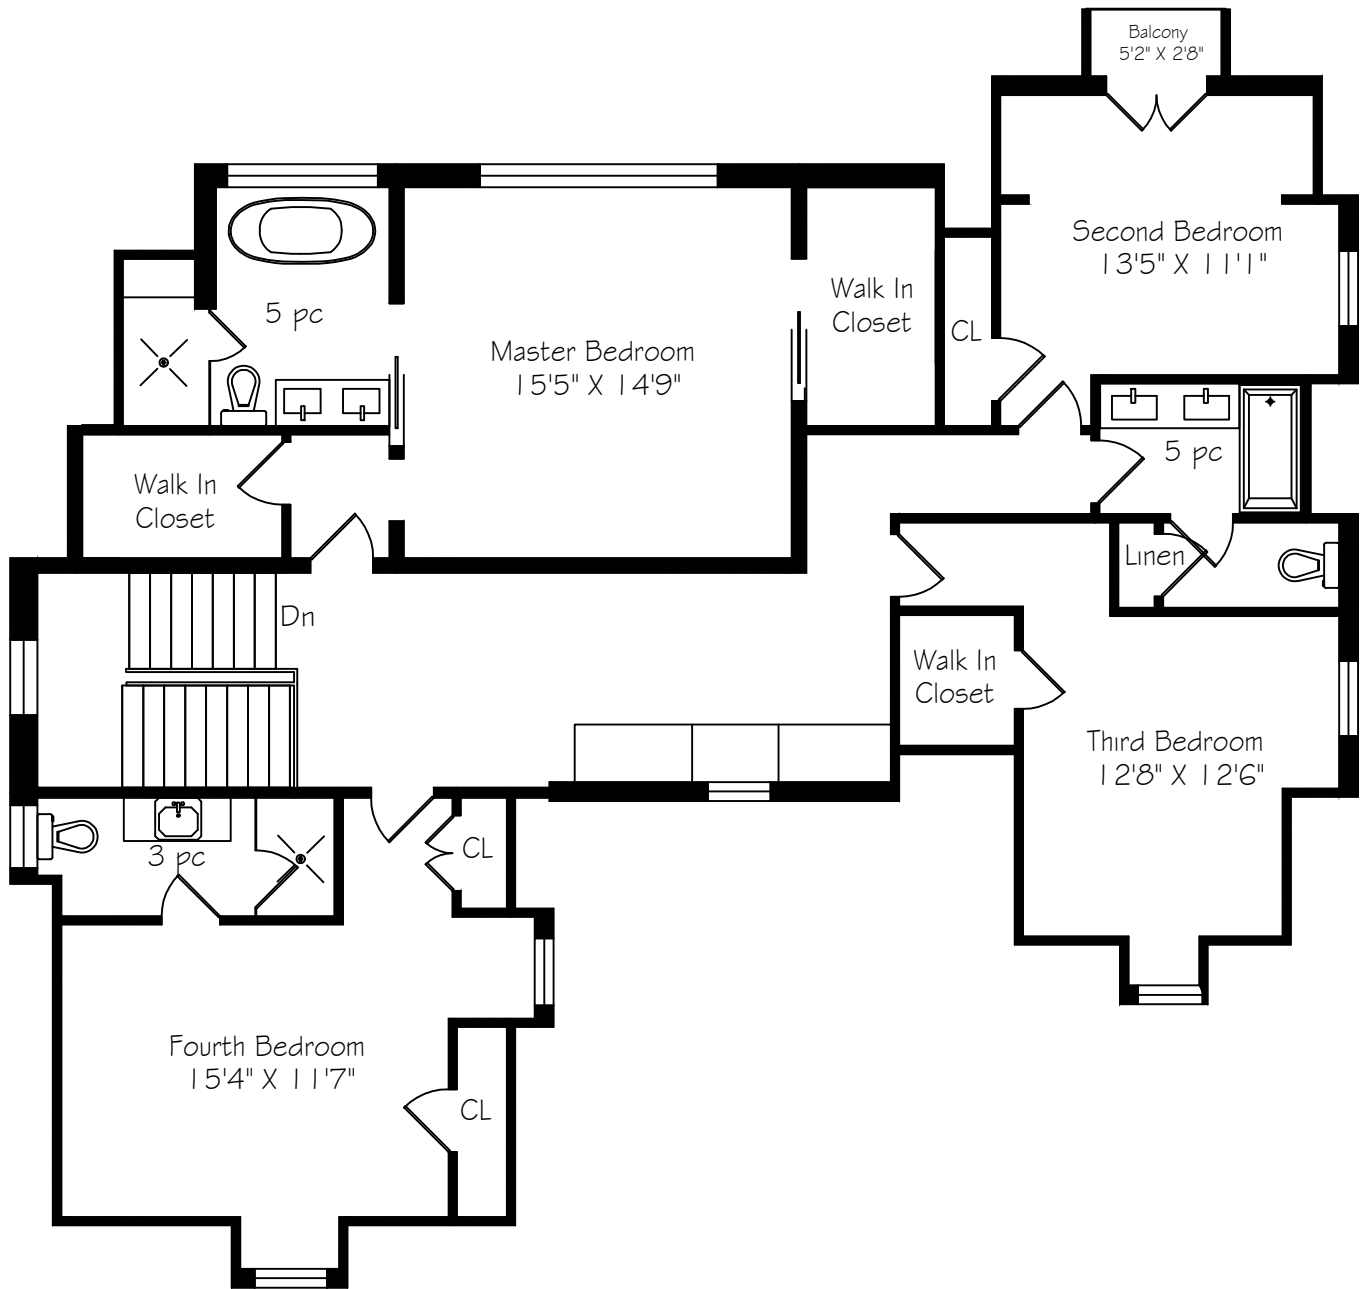 Balcony
5'2" X 2'8"
Second Bedroom
13'5" X 11'1"
Walk In
Closet
CL
5 pc
Master Bedroom
15'5" X 14'9"
5 pc
Walk In
Closet
Linen
Dn
Walk In
Closet
Third Bedroom
12'8" X 12'6"
3 pc
CL
Fourth Bedroom
15'4" X 11'7"
CL